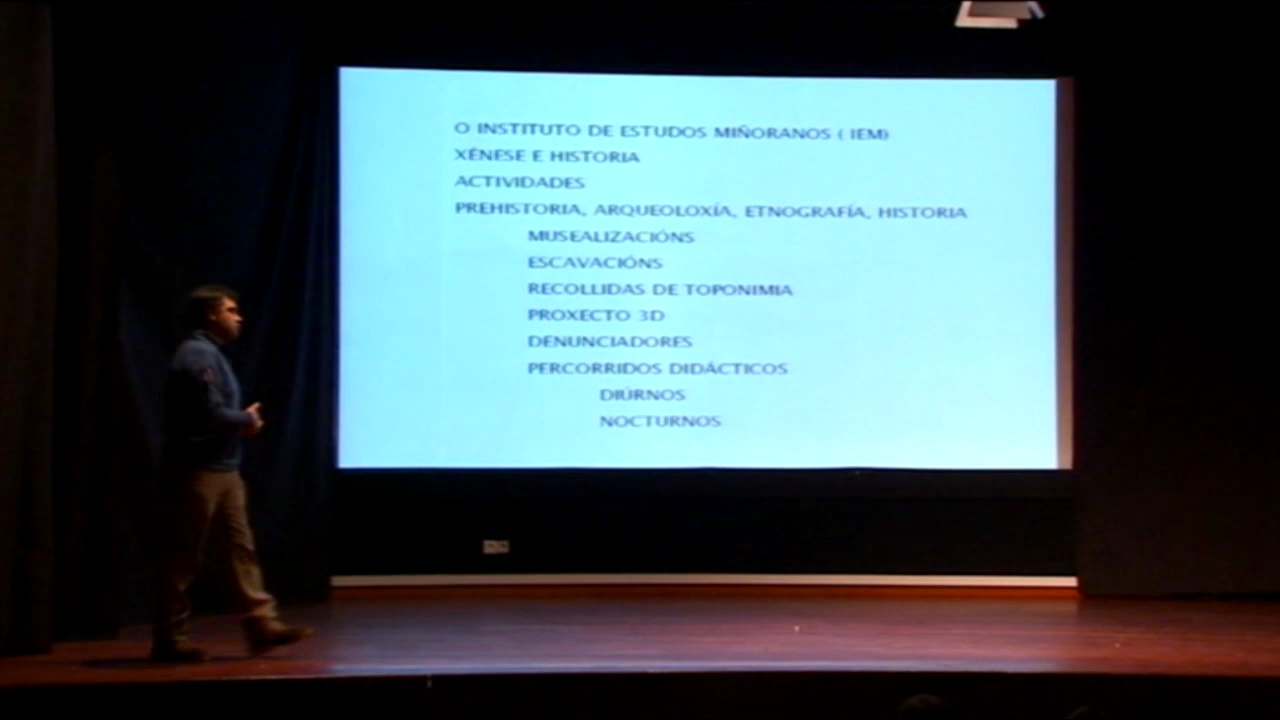 O INSTITUTO DE ESTUDOS MIÑORANOS ( IEM)
XÉNESE E HISTORIA
ACTIVIDADES
PREHISTORIA, ARQUEOLOXÍA, ETNOGRAFÍA, HISTORIA
MUSEALIZACIÓNS
ESCAVACIÓNS
RECOLLIDAS DE TOPONIMIA
PROXECTO 3D
DENUNCIADORES
PERCORRIDOS DIDÁCTICOS
DIÚRNOS
NOCTURNOS